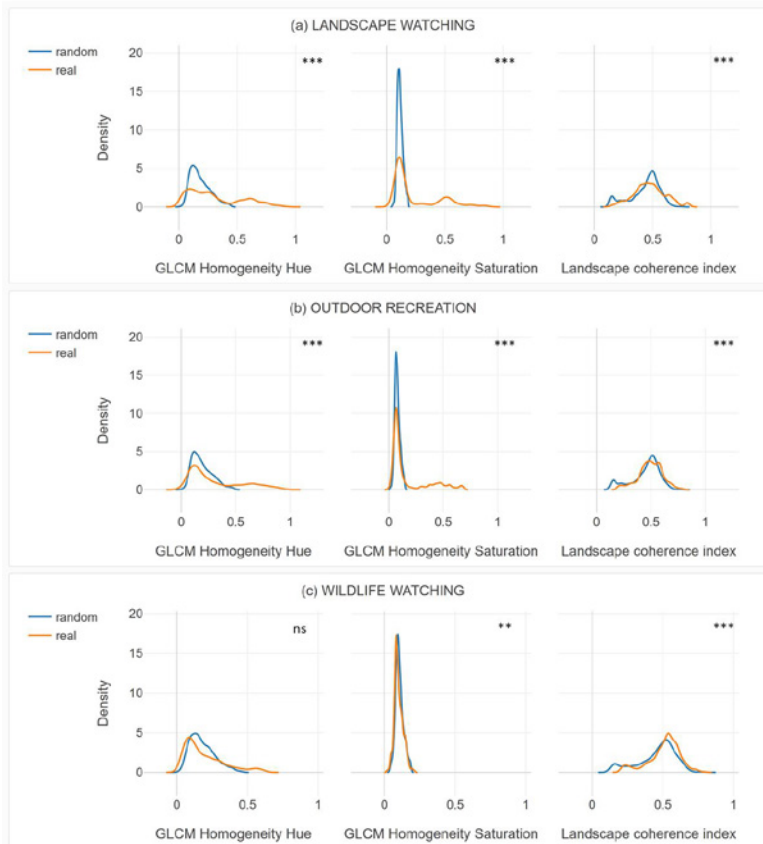 (a) LANDSCAPE WATCHING
random
real
***
***
***
Density
20
15
10
5
0
0 0.5 1
0 0.5 1
0 0.5 1
GLCM Homogeneity Hue
GLCM Homogeneity Saturation
Landscape coherence index
(b) OUTDOOR RECREATION
random
real
***
***
***
Density
20
15
10
5
0
0 0.5 1
0 0.5 1
0 0.5 1
GLCM Homogeneity Hue
GLCM Homogeneity Saturation
Landscape coherence index
(c) WILDLIFE WATCHING
random
real
ns
**
***
Density
20
15
10
5
0
0 0.5 1
0 0.5 1
0 0.5 1
GLCM Homogeneity Hue
GLCM Homogeneity Saturation
Landscape coherence index